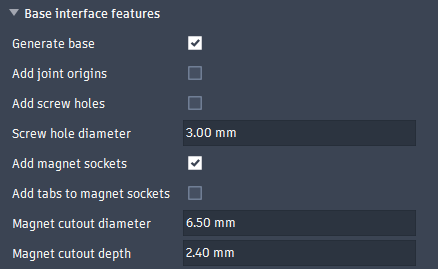 Base interface features
Generate base
Add joint origins
Add screw holes
Screw hole diameter 3.00 mm
Add magnet sockets
Add tabs to magnet sockets
Magnet cutout diameter 6.50 mm
Magnet cutout depth 2.40 mm